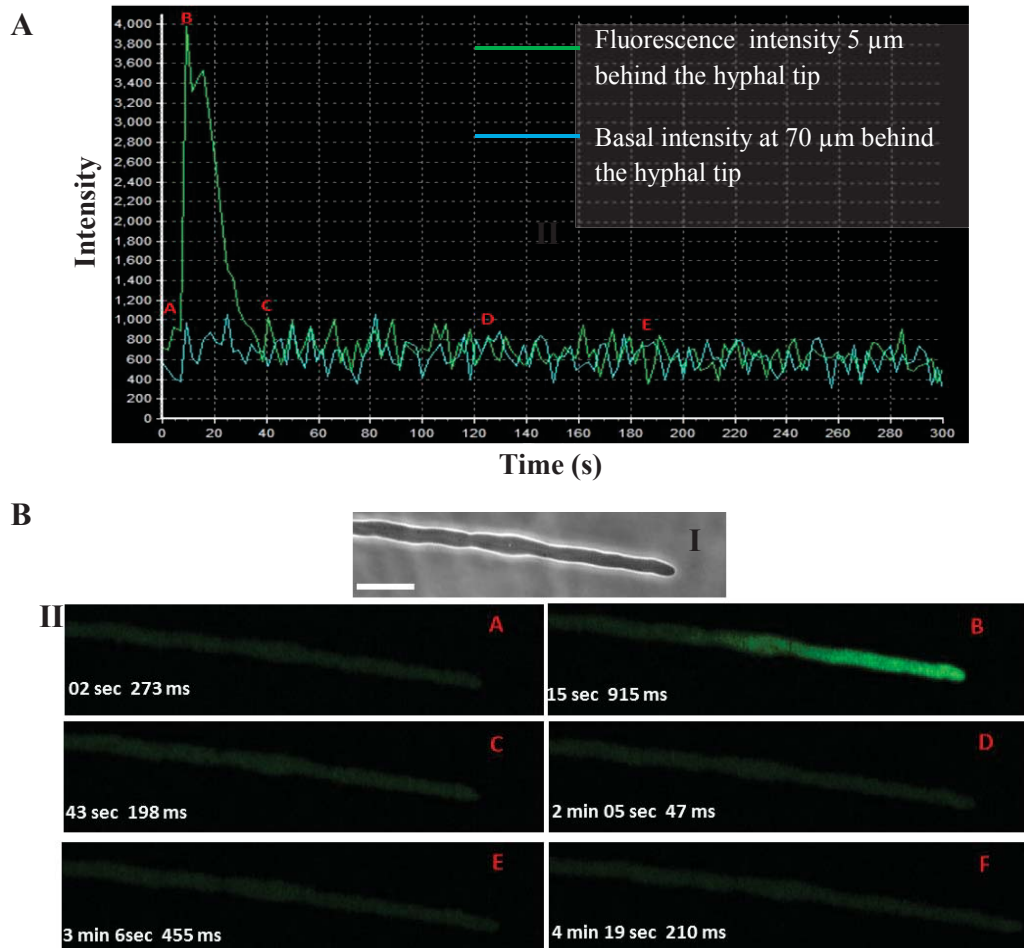 A
4,000
3,800
3,600
3,400
3,200
3,000
2,800
2,600
2,400
2,200
2,000
1,800
1,600
1,400
1,200
1,000
800
600
400
200
0
Intensity
B
A
C
D
E
II
Fluorescence intensity 5 µm
behind the hyphal tip
Basal intensity at 70 µm behind
the hyphal tip
0 20 40 60 80 100 120 140 160 180 200 220 240 260 280 300
Time (s)
B
I
II
A
02 sec 273 ms
B
15 sec 915 ms
C
43 sec 198 ms
D
2 min 05 sec 47 ms
E
3 min 6sec 455 ms
F
4 min 19 sec 210 ms